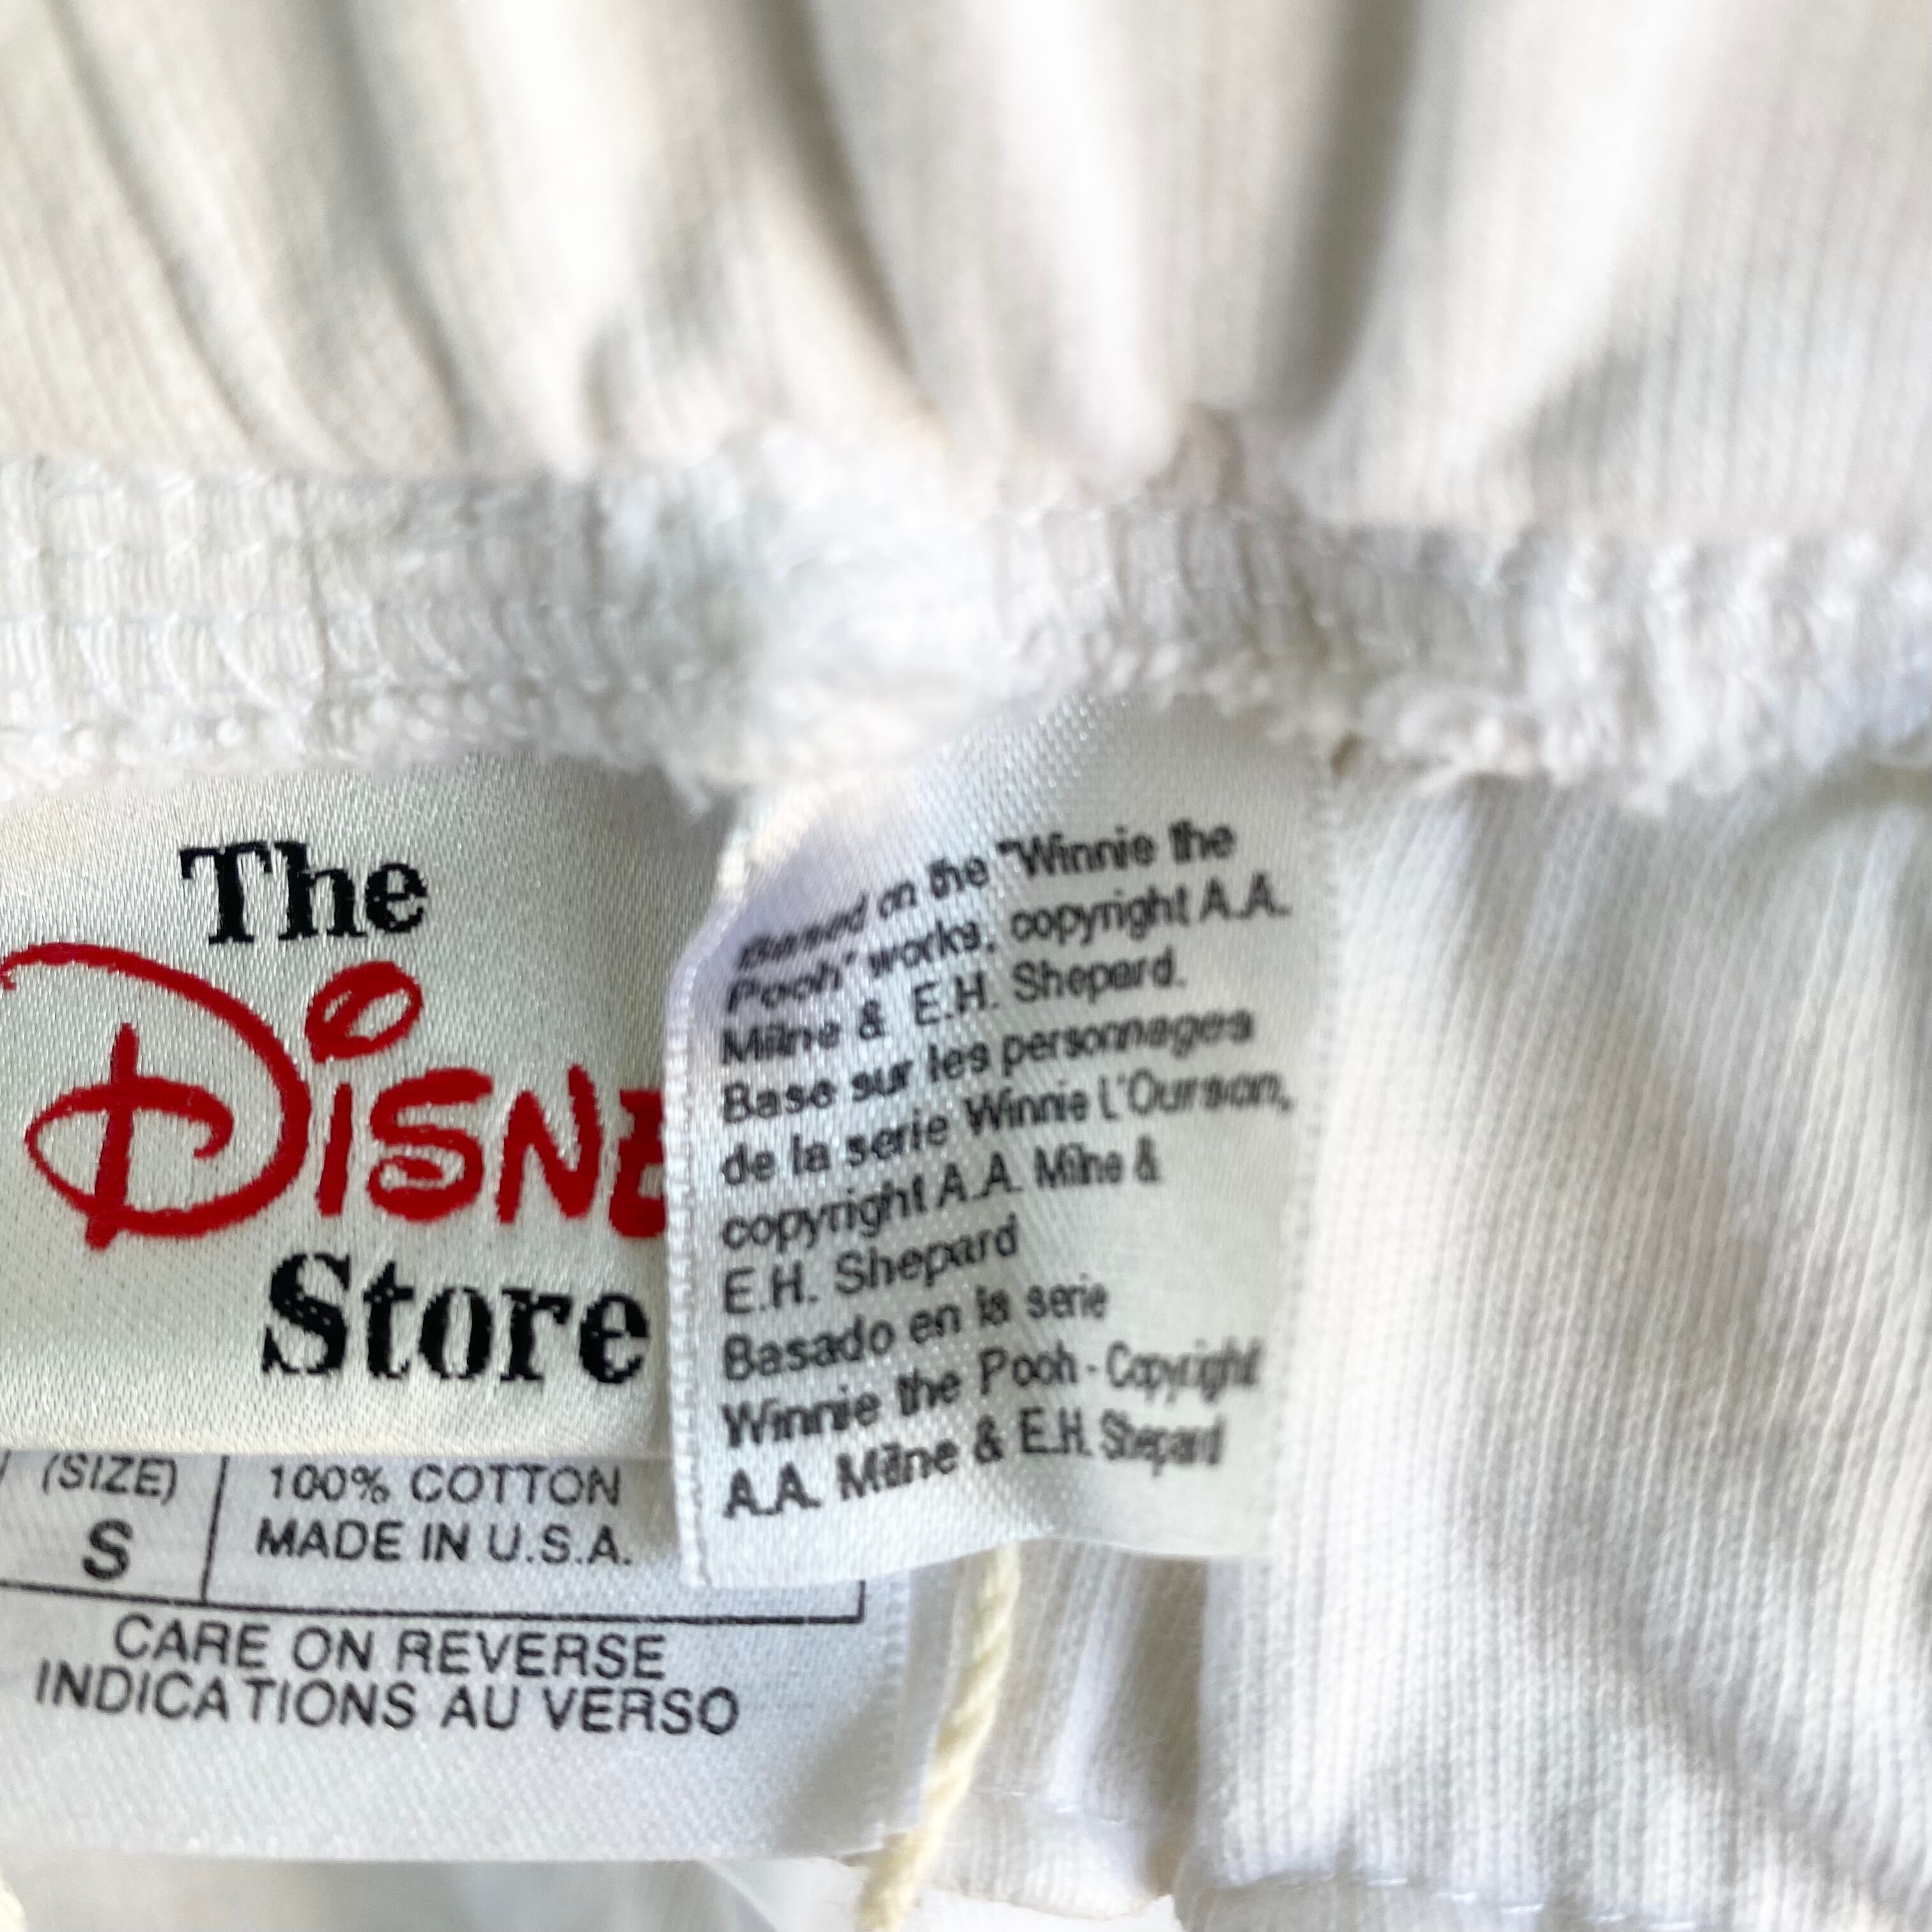 The
DISNE
Store
(SIZE)
S
100% COTTON
MADE IN U.S.A.
CARE ON REVERSE
INDICATIONS AU VERSO
Based on the "Winnie the
Pooh" works, copyright A.A.
Milne & E.H. Shepard.
Base sur les personnages
de la serie Winnie L'Ourson,
copyright A.A. Milne &
E.H. Shepard
Basado en la serie
Winnie the Pooh - Copyright
A.A. Milne & E.H. Shepard